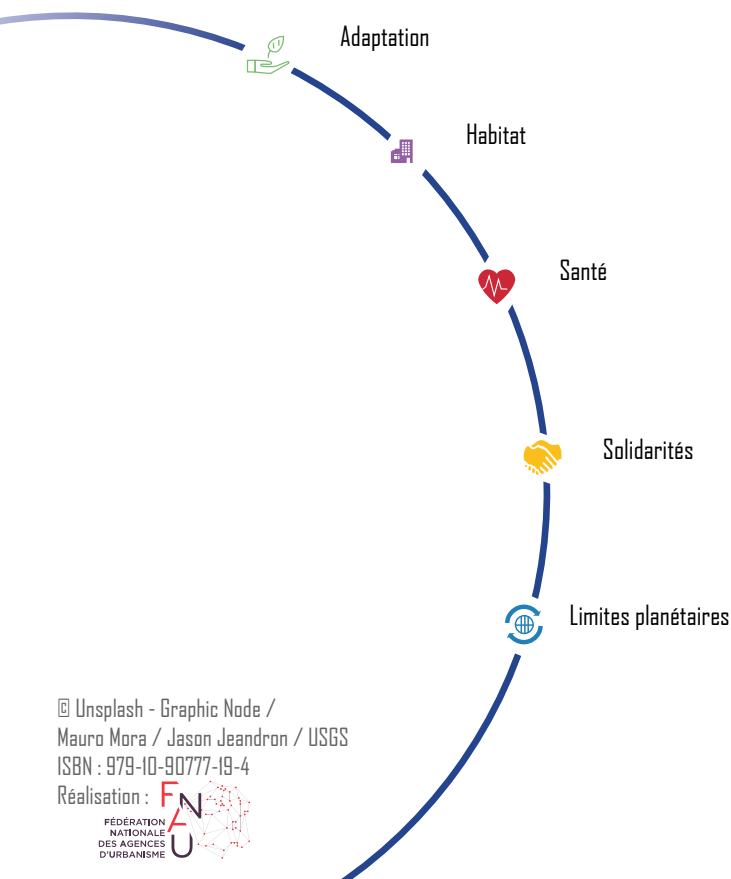 Adaptation
Habitat
Santé
Solidarités
Limites planétaires
© Unsplash - Graphic Node /
Mauro Mora / Jason Jeandron / USGS
ISBN : 979-10-90777-19-4
Réalisation :
FNAU
FÉDÉRATION
NATIONALE
DES AGENCES
D'URBANISME